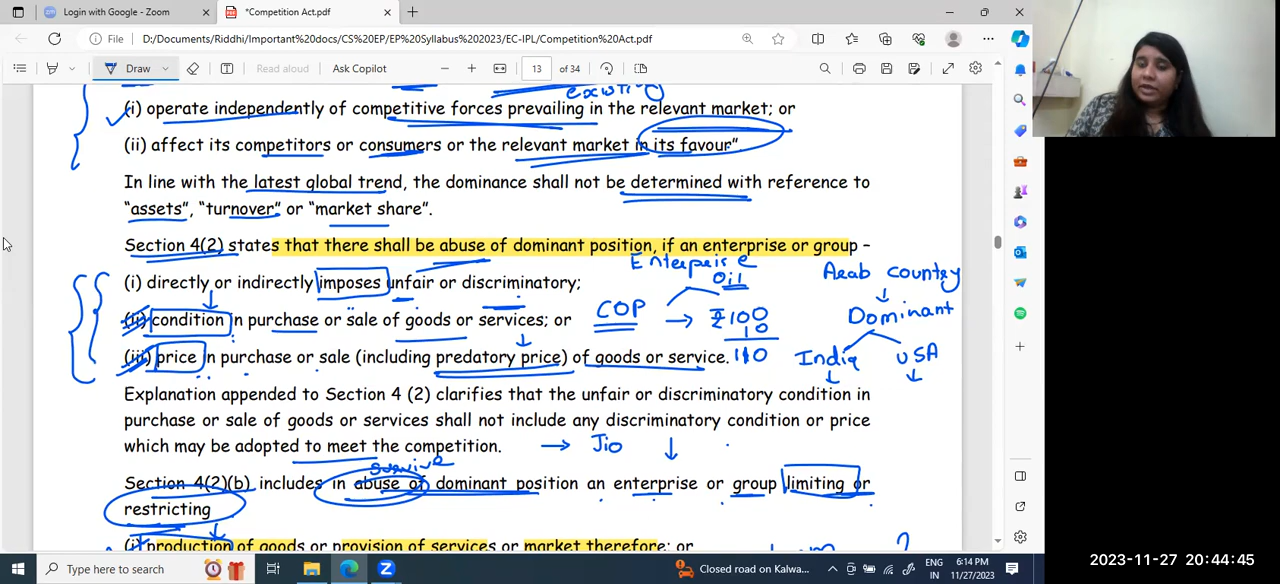 Login with Google - Zoom
*Competition Act.pdf
File
D:/Documents/Riddhi/Important%20docs/CS%20EP/EP%20Syllabus%202023/EC-IPL/Competition%20Act.pdf
Draw
Read aloud
Ask Copilot
13 of 34
existing
(i) operate independently of competitive forces prevailing in the relevant market; or
(ii) affect its competitors or consumers or the relevant market in its favour"
In line with the latest global trend, the dominance shall not be determined with reference to
"assets", "turnover" or "market share".
Section 4(2) states that there shall be abuse of dominant position, if an enterprise or group –
Enterprise
Oil
Arab country
(i) directly or indirectly imposes unfair or discriminatory;
COP → ₹100
Dominant
(ii) condition in purchase or sale of goods or services; or
10
(iii) price in purchase or sale (including predatory price) of goods or service.
110
India
USA
Explanation appended to Section 4 (2) clarifies that the unfair or discriminatory condition in
purchase or sale of goods or services shall not include any discriminatory condition or price
which may be adopted to meet the competition.
→ Jio
survive
Section 4(2)(b) includes in abuse of dominant position an enterprise or group limiting or
restricting
(i) production of goods or provision of services or market therefore; or
?
Type here to search
Closed road on Kalwa...
ENG
IN
6:14 PM
11/27/2023
2023-11-27 20:44:45